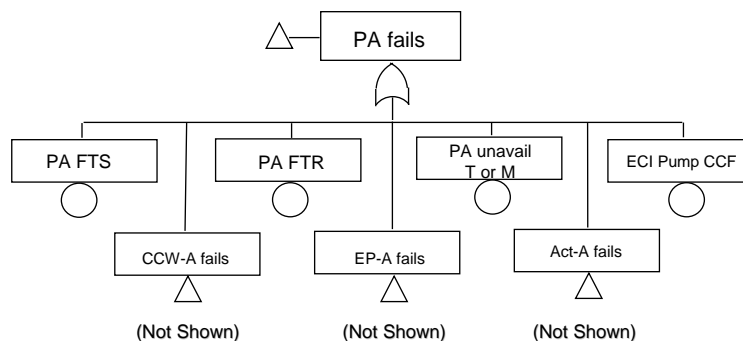 PA fails
PA FTS
PA FTR
PA unavail
T or M
ECI Pump CCF
CCW-A fails
EP-A fails
Act-A fails
(Not Shown)
(Not Shown)
(Not Shown)